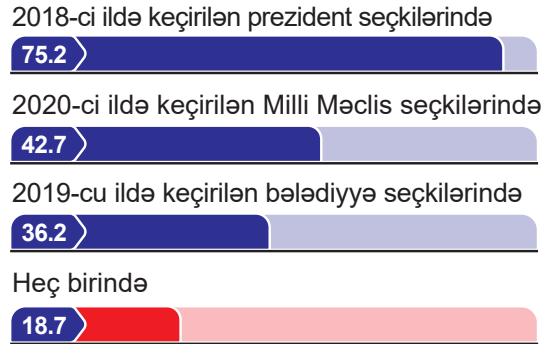 2018-ci ildə keçirilən prezident seçkilərində
75.2
2020-ci ildə keçirilən Milli Məclis seçkilərində
42.7
2019-cu ildə keçirilən bələdiyyə seçkilərində
36.2
Heç birində
18.7